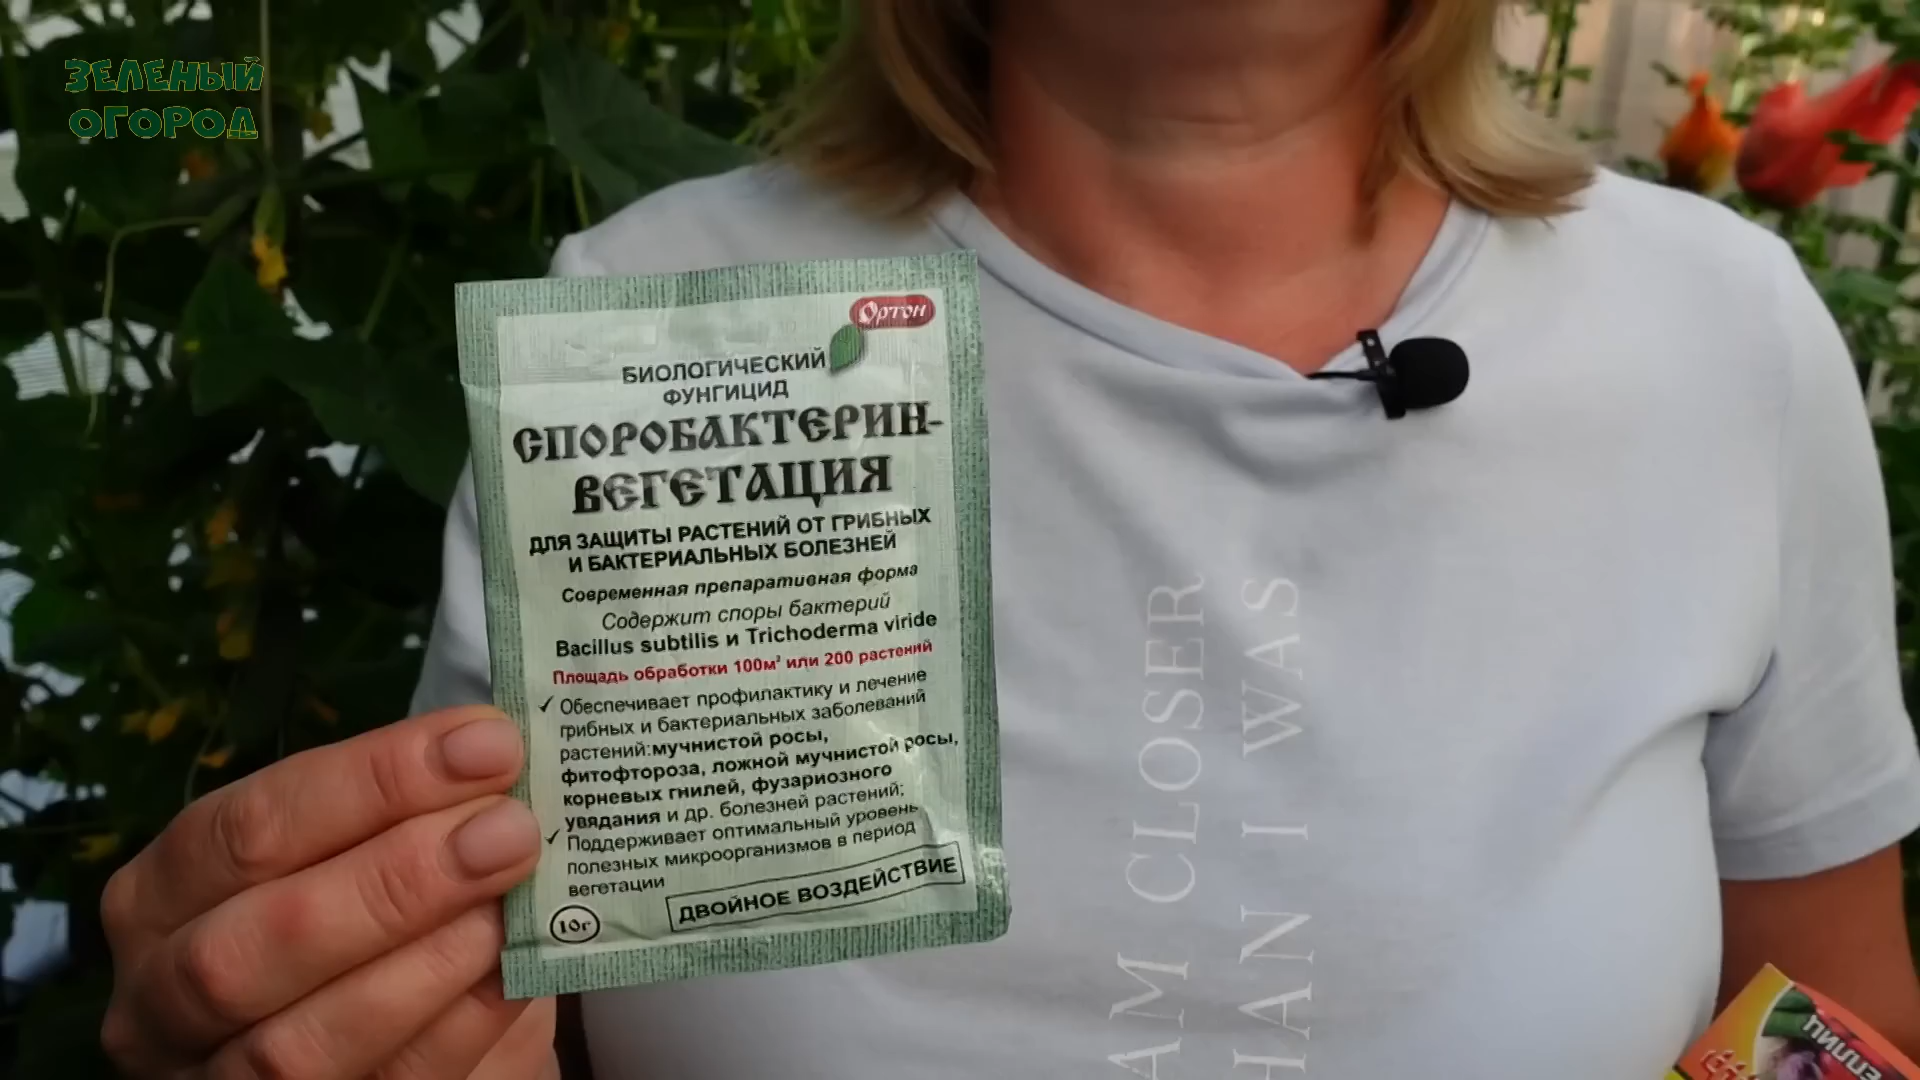 ЗЕЛЕНЫЙ
ОГОРОД
Ортон
БИОЛОГИЧЕСКИЙ
ФУНГИЦИД
СПОРОБАКТЕРИН-
ВЕГЕТАЦИЯ
ДЛЯ ЗАЩИТЫ РАСТЕНИЙ ОТ ГРИБНЫХ
И БАКТЕРИАЛЬНЫХ БОЛЕЗНЕЙ
Современная препаративная форма
Содержит споры бактерий
Bacillus subtilis и Trichoderma viride
Площадь обработки 100м² или 200 растений
✓ Обеспечивает профилактику и лечение
грибных и бактериальных заболеваний
растений:мучнистой росы,
фитофтороза, ложной мучнистой росы,
корневых гнилей, фузариозного
увядания и др. болезней растений;
✓ Поддерживает оптимальный уровень
полезных микроорганизмов в период
вегетации
10г
ДВОЙНОЕ ВОЗДЕЙСТВИЕ
AM CLOSER
HAN I WAS